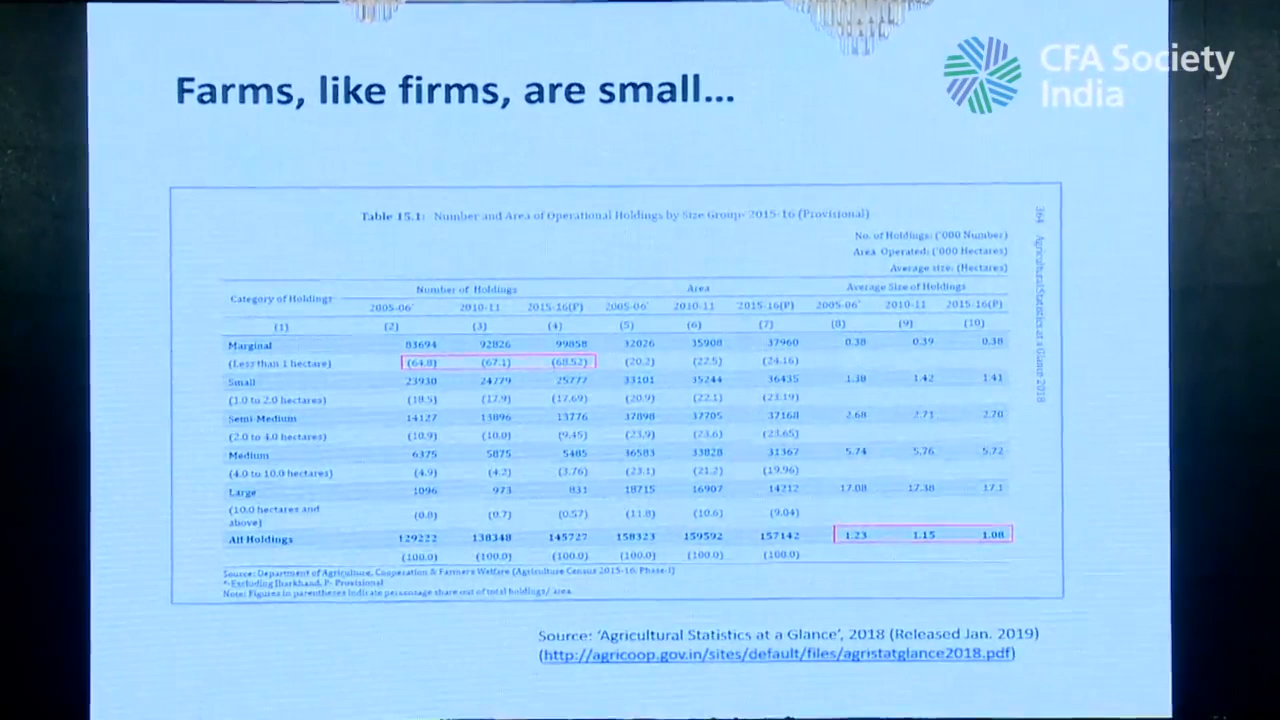 Farms, like firms, are small...
CFA Society
India
Table 15.1: Number and Area of Operational Holdings by Size Group- 2015-16 (Provisional)
No. of Holdings: ('000 Number)
Area Operated: ('000 Hectares)
Average size: (Hectares)
364 Agricultural Statistics at a Glance 2018
Category of Holdings Number of Holdings Area Average Size of Holdings
2005-06* 2010-11 2015-16(P) 2005-06* 2010-11 2015-16(P) 2005-06* 2010-11 2015-16(P)
(1) (2) (3) (4) (5) (6) (7) (8) (9) (10)
Marginal 83694 92826 99858 32026 35908 37960 0.38 0.39 0.38
(Less than 1 hectare) (64.8) (67.1) (68.52) (20.2) (22.5) (24.16)
Small 23930 24779 25777 33101 35244 36435 1.38 1.42 1.41
(1.0 to 2.0 hectares) (18.5) (17.9) (17.69) (20.9) (22.1) (23.19)
Semi-Medium 14127 13896 13776 37898 37705 37168 2.68 2.71 2.70
(2.0 to 4.0 hectares) (10.9) (10.0) (9.45) (23.9) (23.6) (23.65)
Medium 6375 5875 5485 36583 33828 31367 5.74 5.76 5.72
(4.0 to 10.0 hectares) (4.9) (4.2) (3.76) (23.1) (21.2) (19.96)
Large 1096 973 831 18715 16907 14212 17.08 17.38 17.1
(10.0 hectares and
above) (0.8) (0.7) (0.57) (11.8) (10.6) (9.04)
All Holdings 129222 138348 145727 158323 159592 157142 1.23 1.15 1.08
(100.0) (100.0) (100.0) (100.0) (100.0) (100.0)
Source: Department of Agriculture, Cooperation & Farmers Welfare (Agriculture Census 2015-16, Phase-I)
*-Excluding Jharkhand, P- Provisional
Note: Figures in parentheses indicate percentage share out of total holdings/ area.
Source: 'Agricultural Statistics at a Glance', 2018 (Released Jan. 2019)
(http://agricoop.gov.in/sites/default/files/agristatglance2018.pdf)